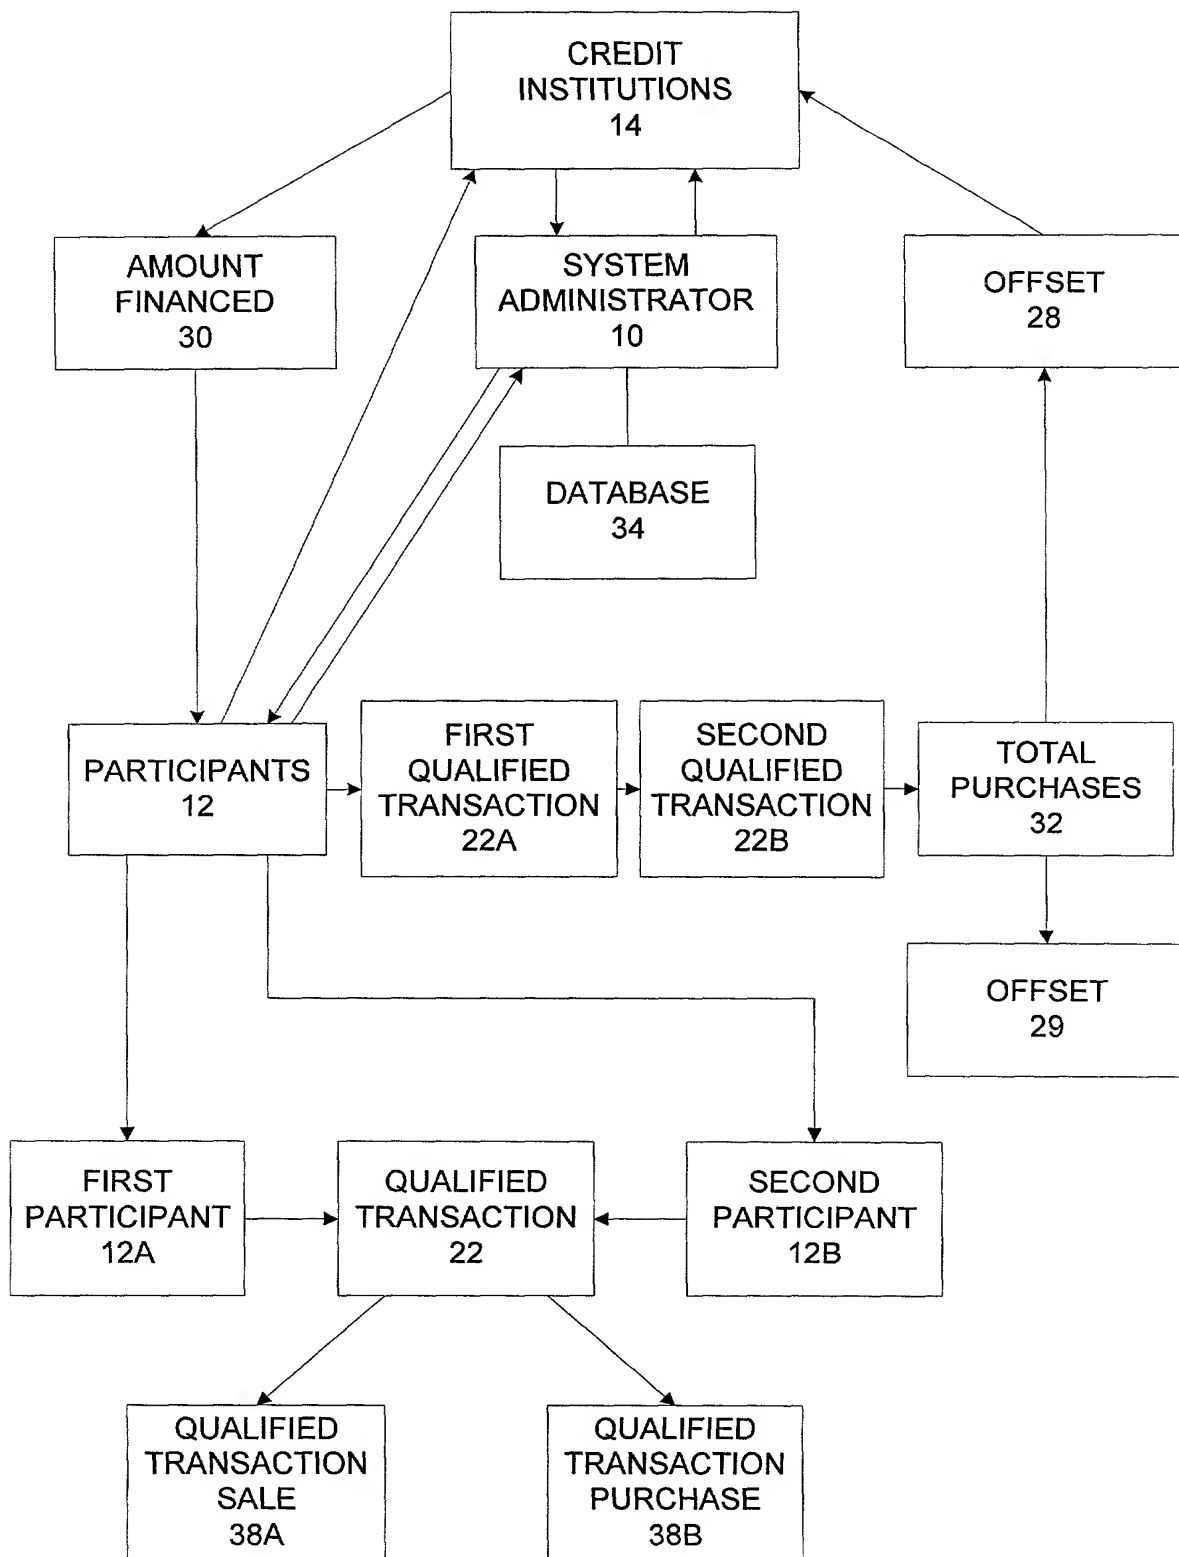 CREDIT
INSTITUTIONS
14
AMOUNT
FINANCED
30
SYSTEM
ADMINISTRATOR
10
OFFSET
28
DATABASE
34
PARTICIPANTS
12
FIRST
QUALIFIED
TRANSACTION
22A
SECOND
QUALIFIED
TRANSACTION
22B
TOTAL
PURCHASES
32
OFFSET
29
FIRST
PARTICIPANT
12A
QUALIFIED
TRANSACTION
22
SECOND
PARTICIPANT
12B
QUALIFIED
TRANSACTION
SALE
38A
QUALIFIED
TRANSACTION
PURCHASE
38B